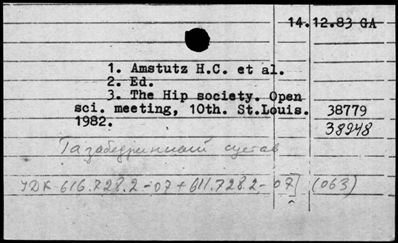 14.12.83 GA
1. Amstutz H.C. et al.
2. Ed.
3. The Hip society. Open
sci. meeting, 10th. St.Louis.
1982.
38779
38948
Тазобедренный сустав
УДК 616.728.2-07+611.728.2-07] (063)